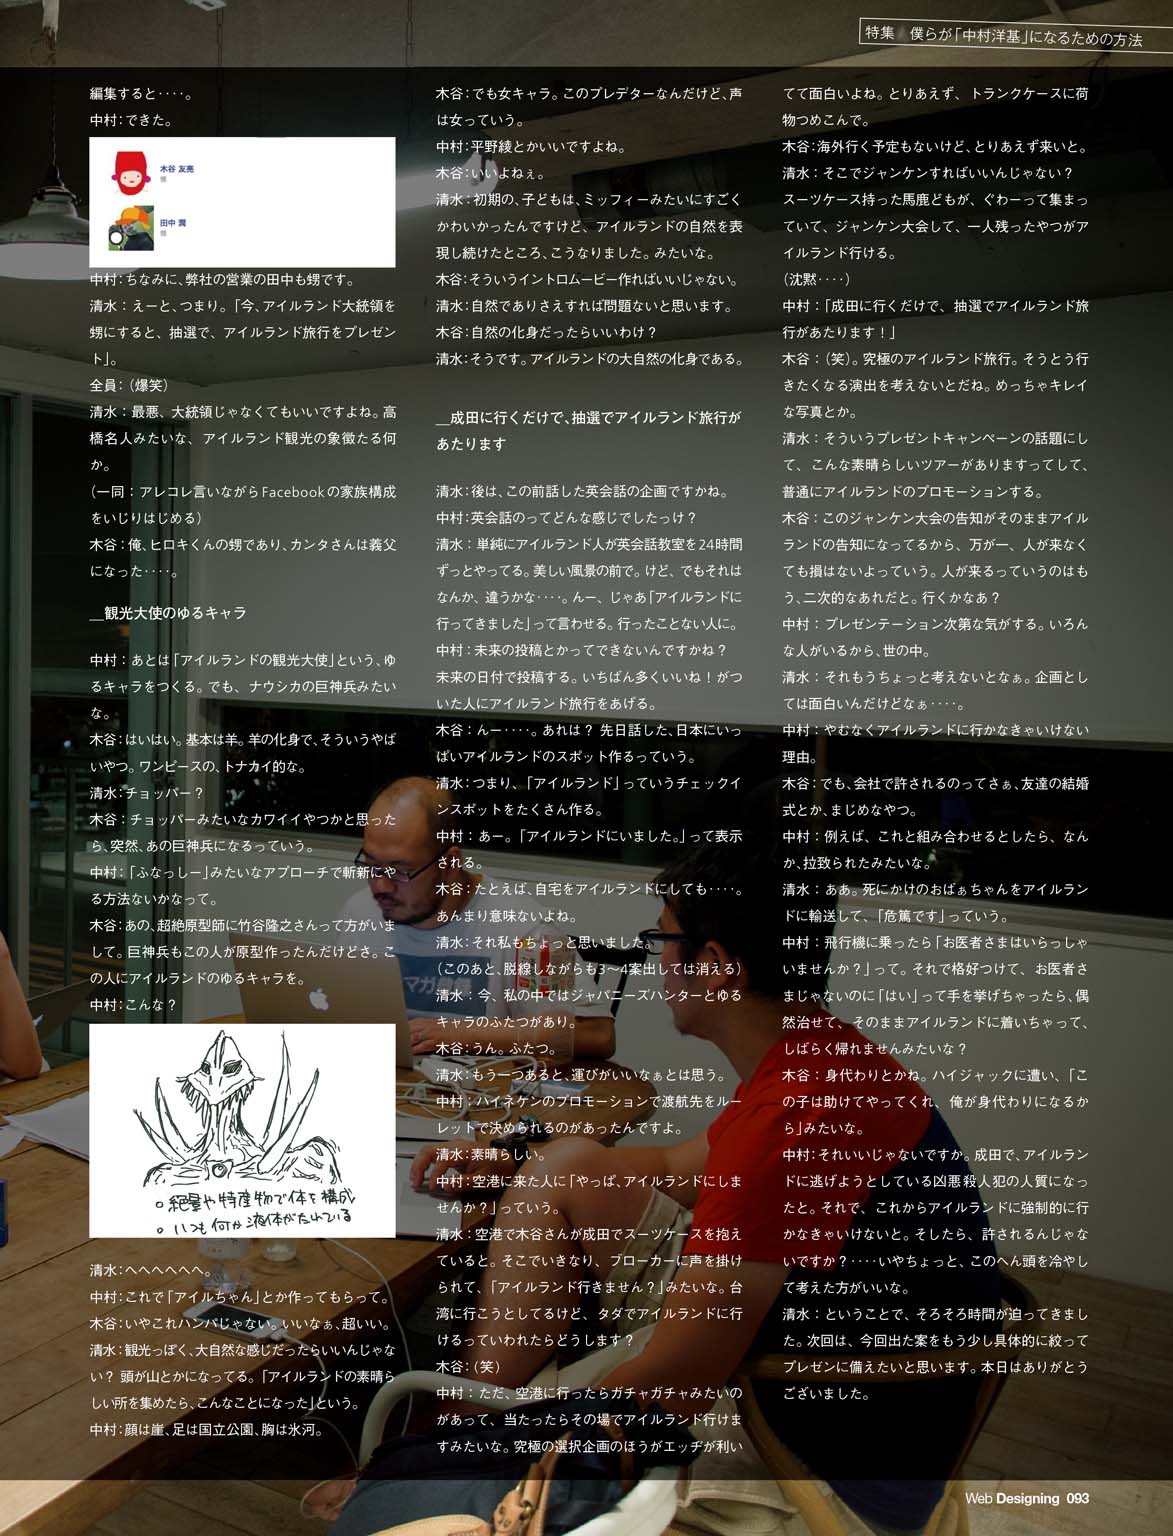 特集　僕らが「中村洋基」になるための方法
編集すると‥‥。
中村：できた。
木谷 友亮
甥
田中 潤
甥
中村：ちなみに、弊社の営業の田中も甥です。
清水：えーと、つまり。「今、アイルランド大統領を
甥にすると、抽選で、アイルランド旅行をプレゼン
ト」。
全員：（爆笑）
清水：最悪、大統領じゃなくてもいいですよね。高
橋名人みたいな、アイルランド観光の象徴たる何
か。
（一同：アレコレ言いながらFacebookの家族構成
をいじりはじめる）
木谷：俺、ヒロキくんの甥であり、カンタさんは義父
になった‥‥。
__観光大使のゆるキャラ
中村：あとは「アイルランドの観光大使」という、ゆ
るキャラをつくる。でも、ナウシカの巨神兵みたい
な。
木谷：はいはい。基本は羊。羊の化身で、そういうやば
いやつ。ワンピースの、トナカイ的な。
清水：チョッパー？
木谷：チョッパーみたいなカワイイやつかと思った
ら、突然、あの巨神兵になるっていう。
中村：「ふなっしー」みたいなアプローチで斬新にや
る方法ないかなって。
木谷：あの、超絶原型師に竹谷隆之さんって方がいま
して。巨神兵もこの人が原型作ったんだけどさ。こ
の人にアイルランドのゆるキャラを。
中村：こんな？
○絶景や特産物で体を構成
○いつも何か液体がたれている
清水：へへへへへへ。
中村：これで「アイルちゃん」とか作ってもらって。
木谷：いやこれハンパじゃない。いいなぁ、超いい。
清水：観光っぽく、大自然な感じだったらいいんじゃな
い？ 頭が山とかになってる。「アイルランドの素晴ら
しい所を集めたら、こんなことになった」という。
中村：顔は崖、足は国立公園、胸は氷河。
木谷：でも女キャラ。このプレデターなんだけど、声
は女っていう。
中村：平野綾とかいいですよね。
木谷：いいよねぇ。
清水：初期の、子どもは、ミッフィーみたいにすごく
かわいかったんですけど、アイルランドの自然を表
現し続けたところ、こうなりました。みたいな。
木谷：そういうイントロムービー作ればいいじゃない。
清水：自然でありさえすれば問題ないと思います。
木谷：自然の化身だったらいいわけ？
清水：そうです。アイルランドの大自然の化身である。
__成田に行くだけで、抽選でアイルランド旅行が
あたります
清水：後は、この前話した英会話の企画ですかね。
中村：英会話のってどんな感じでしたっけ？
清水：単純にアイルランド人が英会話教室を24時間
ずっとやってる。美しい風景の前で。けど、でもそれは
なんか、違うかな‥‥。んー、じゃあ「アイルランドに
行ってきました」って言わせる。行ったことない人に。
中村：未来の投稿とかってできないんですかね？
未来の日付で投稿する。いちばん多くいいね！がつ
いた人にアイルランド旅行をあげる。
木谷：んー‥‥。あれは？ 先日話した、日本にいっ
ぱいアイルランドのスポット作るっていう。
清水：つまり、「アイルランド」っていうチェックイ
ンスポットをたくさん作る。
中村：あー。「アイルランドにいました。」って表示
される。
木谷：たとえば、自宅をアイルランドにしても‥‥。
あんまり意味ないよね。
清水：それ私もちょっと思いました。
（このあと、脱線しながらも3〜4案出しては消える）
清水：今、私の中ではジャパニーズハンターとゆる
キャラのふたつがあり。
木谷：うん。ふたつ。
清水：もう一つあると、運びがいいなぁとは思う。
中村：ハイネケンのプロモーションで渡航先をルー
レットで決められるのがあったんですよ。
清水：素晴らしい。
中村：空港に来た人に「やっぱ、アイルランドにしま
せんか？」っていう。
清水：空港で木谷さんが成田でスーツケースを抱え
ていると。そこでいきなり、ブローカーに声を掛け
られて、「アイルランド行きません？」みたいな。台
湾に行こうとしてるけど、タダでアイルランドに行
けるっていわれたらどうします？
木谷：（笑）
中村：ただ、空港に行ったらガチャガチャみたいの
があって、当たったらその場でアイルランド行けま
すみたいな。究極の選択企画のほうがエッヂが利い
てて面白いよね。とりあえず、トランクケースに荷
物つめこんで。
木谷：海外行く予定もないけど、とりあえず来いと。
清水：そこでジャンケンすればいいんじゃない？
スーツケース持った馬鹿どもが、ぐわーって集まっ
ていて、ジャンケン大会して、一人残ったやつがア
イルランド行ける。
（沈黙‥‥）
中村：「成田に行くだけで、抽選でアイルランド旅
行があたります！」
木谷：（笑）。究極のアイルランド旅行。そうとう行
きたくなる演出を考えないとだね。めっちゃキレイ
な写真とか。
清水：そういうプレゼントキャンペーンの話題にし
て、こんな素晴らしいツアーがありますってして、
普通にアイルランドのプロモーションする。
木谷：このジャンケン大会の告知がそのままアイル
ランドの告知になってるから、万が一、人が来なく
ても損はないよっていう。人が来るっていうのはも
う、二次的なあれだと。行くかなあ？
中村：プレゼンテーション次第な気がする。いろん
な人がいるから、世の中。
清水：それもうちょっと考えないとなぁ。企画とし
ては面白いんだけどなぁ‥‥。
中村：やむなくアイルランドに行かなきゃいけない
理由。
木谷：でも、会社で許されるのってさぁ、友達の結婚
式とか、まじめなやつ。
中村：例えば、これと組み合わせるとしたら、なん
か、拉致られたみたいな。
清水：ああ。死にかけのおばぁちゃんをアイルラン
ドに輸送して、「危篤です」っていう。
中村：飛行機に乗ったら「お医者さまはいらっしゃ
いませんか？」って。それで格好つけて、お医者さ
まじゃないのに「はい」って手を挙げちゃったら、偶
然治せて、そのままアイルランドに着いちゃって、
しばらく帰れませんみたいな？
木谷：身代わりとかね。ハイジャックに遭い、「こ
の子は助けてやってくれ、俺が身代わりになるか
ら」みたいな。
中村：それいいじゃないですか。成田で、アイルラン
ドに逃げようとしている凶悪殺人犯の人質になっ
たと。それで、これからアイルランドに強制的に行
かなきゃいけないと。そしたら、許されるんじゃな
いですか？‥‥いやちょっと、このへん頭を冷やし
て考えた方がいいな。
清水：ということで、そろそろ時間が迫ってきまし
た。次回は、今回出た案をもう少し具体的に絞って
プレゼンに備えたいと思います。本日はありがとう
ございました。
Web Designing 093